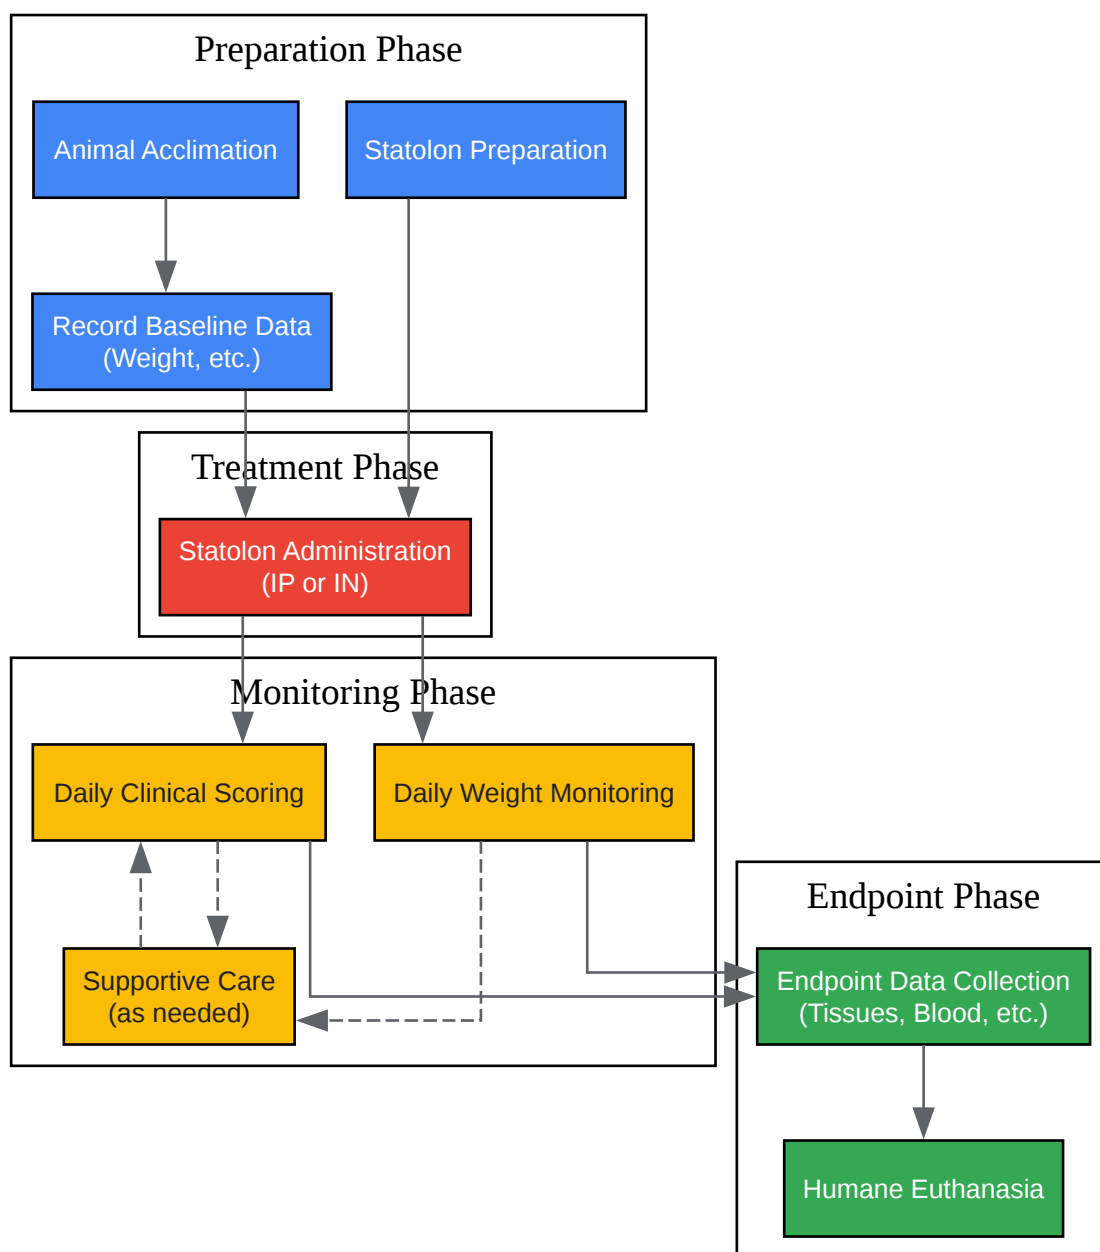 Preparation Phase
Animal Acclimation
Statolon Preparation
Record Baseline Data
(Weight, etc.)
Treatment Phase
Statolon Administration
(IP or IN)
Monitoring Phase
Daily Clinical Scoring
Daily Weight Monitoring
Supportive Care
(as needed)
Endpoint Phase
Endpoint Data Collection
(Tissues, Blood, etc.)
Humane Euthanasia